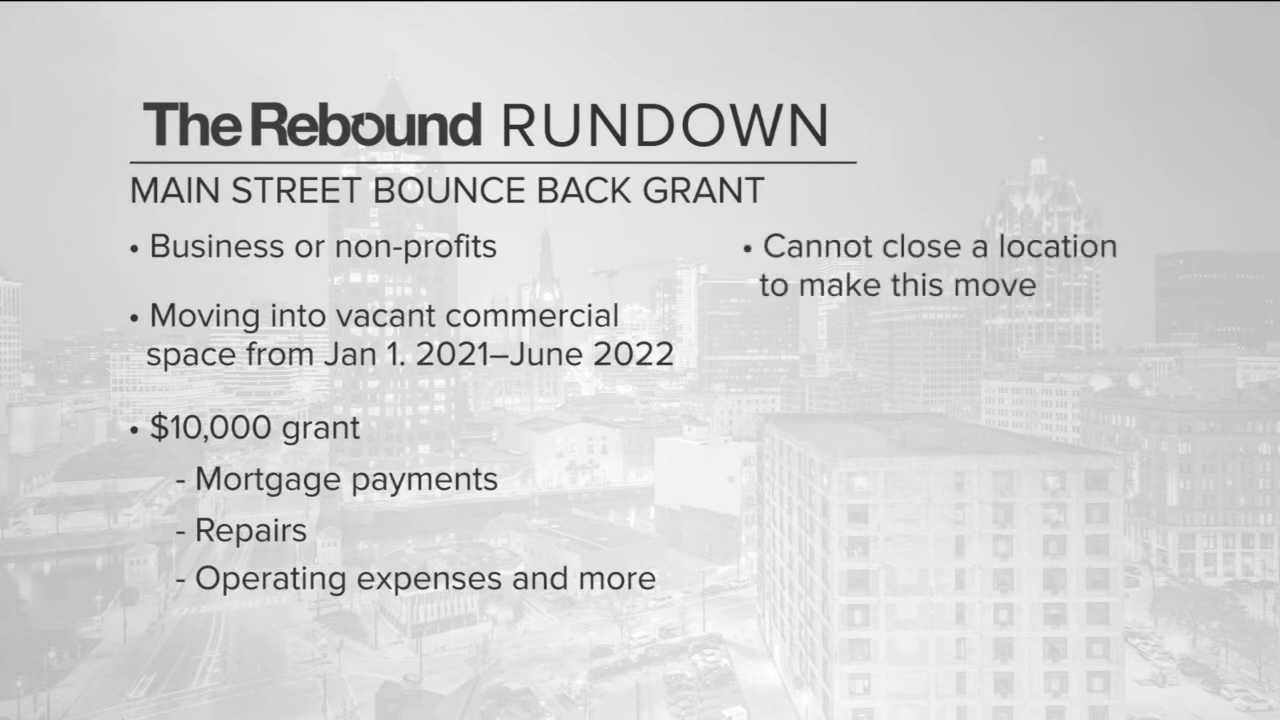 The Rebound RUNDOWN
MAIN STREET BOUNCE BACK GRANT
• Business or non-profits
• Moving into vacant commercial
space from Jan 1. 2021–June 2022
• $10,000 grant
- Mortgage payments
- Repairs
- Operating expenses and more
• Cannot close a location
to make this move